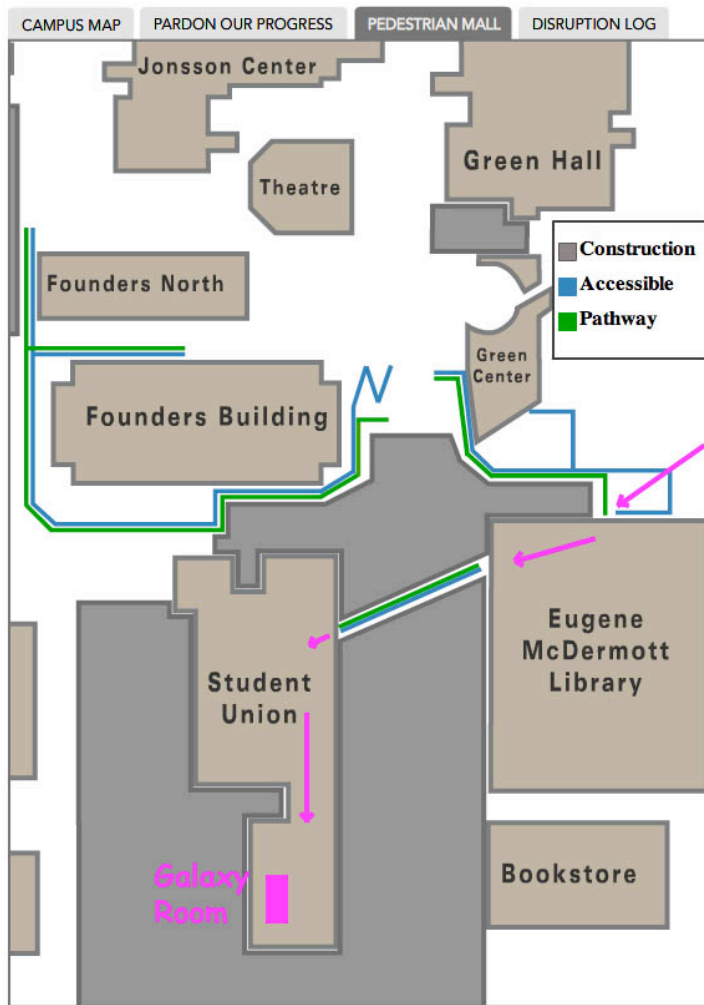 CAMPUS MAP
PARDON OUR PROGRESS
PEDESTRIAN MALL
DISRUPTION LOG
Jonsson Center
Green Hall
Theatre
Construction
Accessible
Pathway
Founders North
Green
Center
Founders Building
Eugene
McDermott
Library
Student
Union
Galaxy
Room
Bookstore